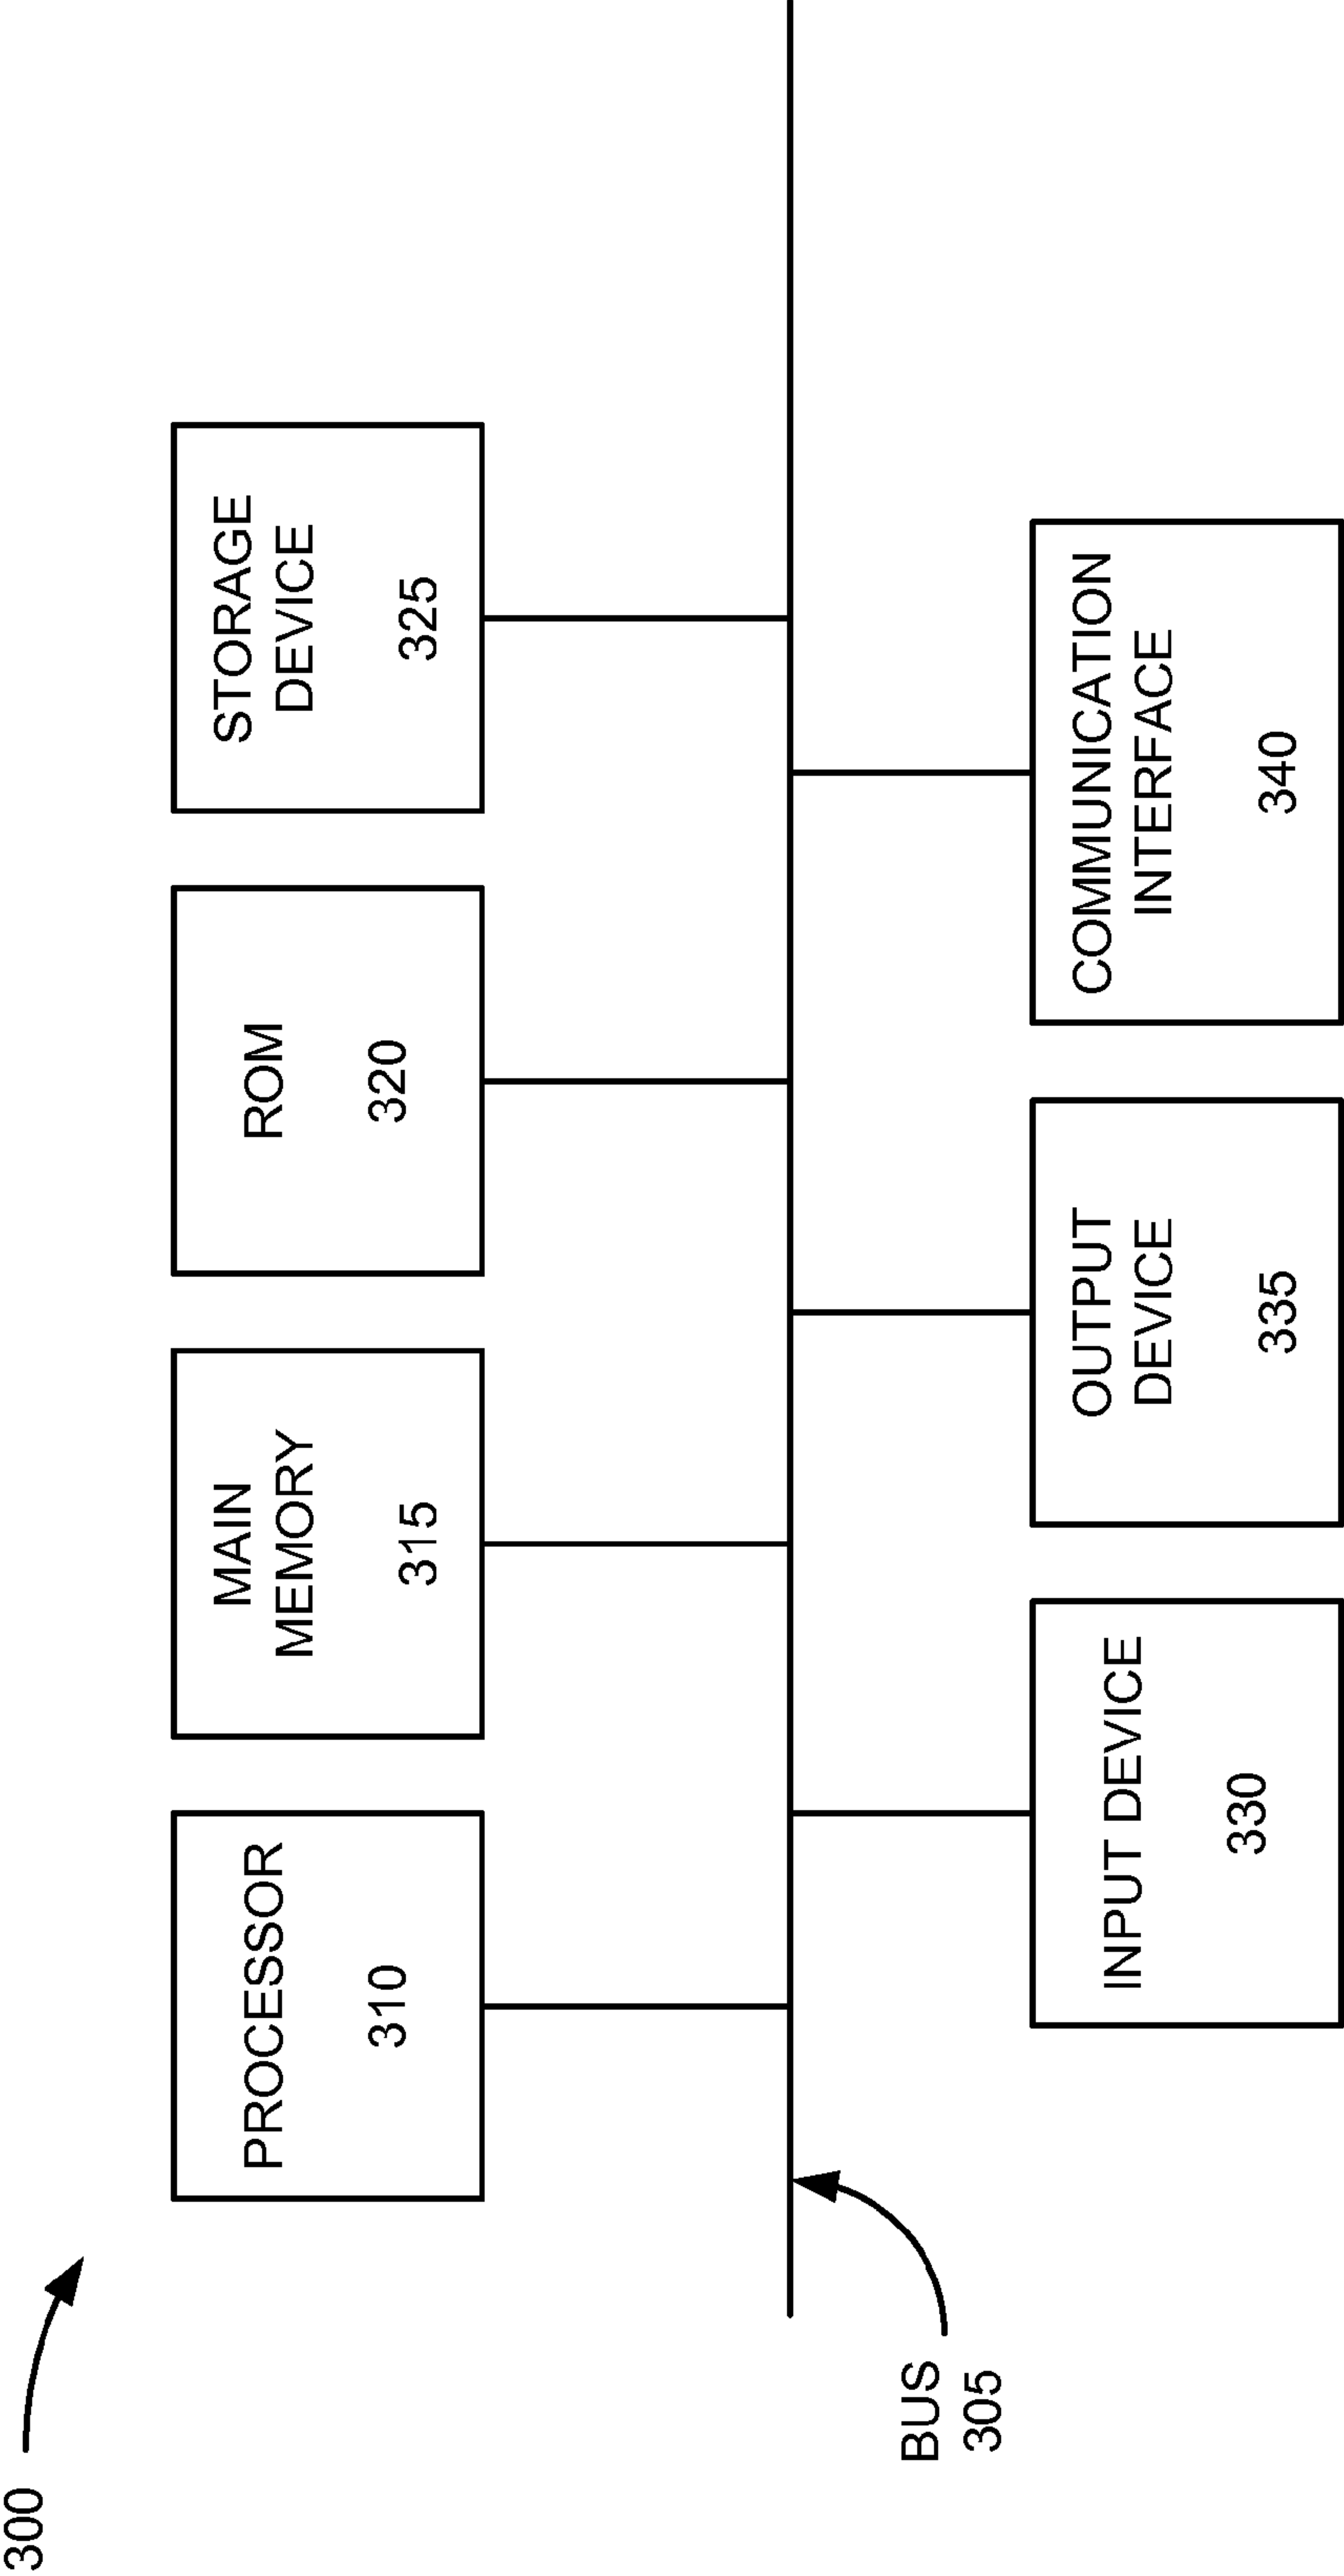 300
PROCESSOR
310
MAIN
MEMORY
315
ROM
320
STORAGE
DEVICE
325
BUS
305
INPUT DEVICE
330
OUTPUT
DEVICE
335
COMMUNICATION
INTERFACE
340